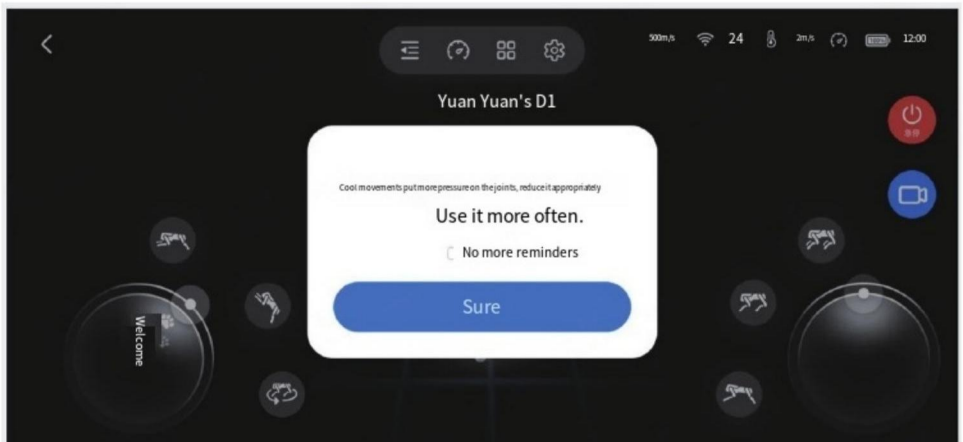 500m/s 24 2m/s 100% 12:00
Yuan Yuan's D1
Cool movements put more pressure on the joints, reduce it appropriately
Use it more often.
No more reminders
Sure
Welcome